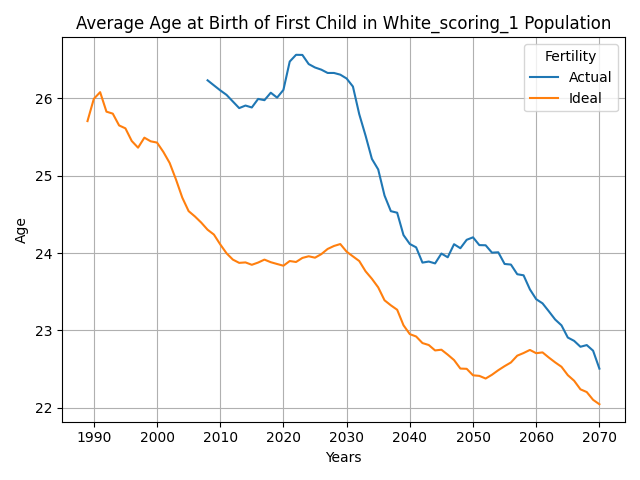 Average Age at Birth of First Child in White_scoring_1 Population
Fertility
Actual
Ideal
Age
26
25
24
23
22
1990 2000 2010 2020 2030 2040 2050 2060 2070
Years